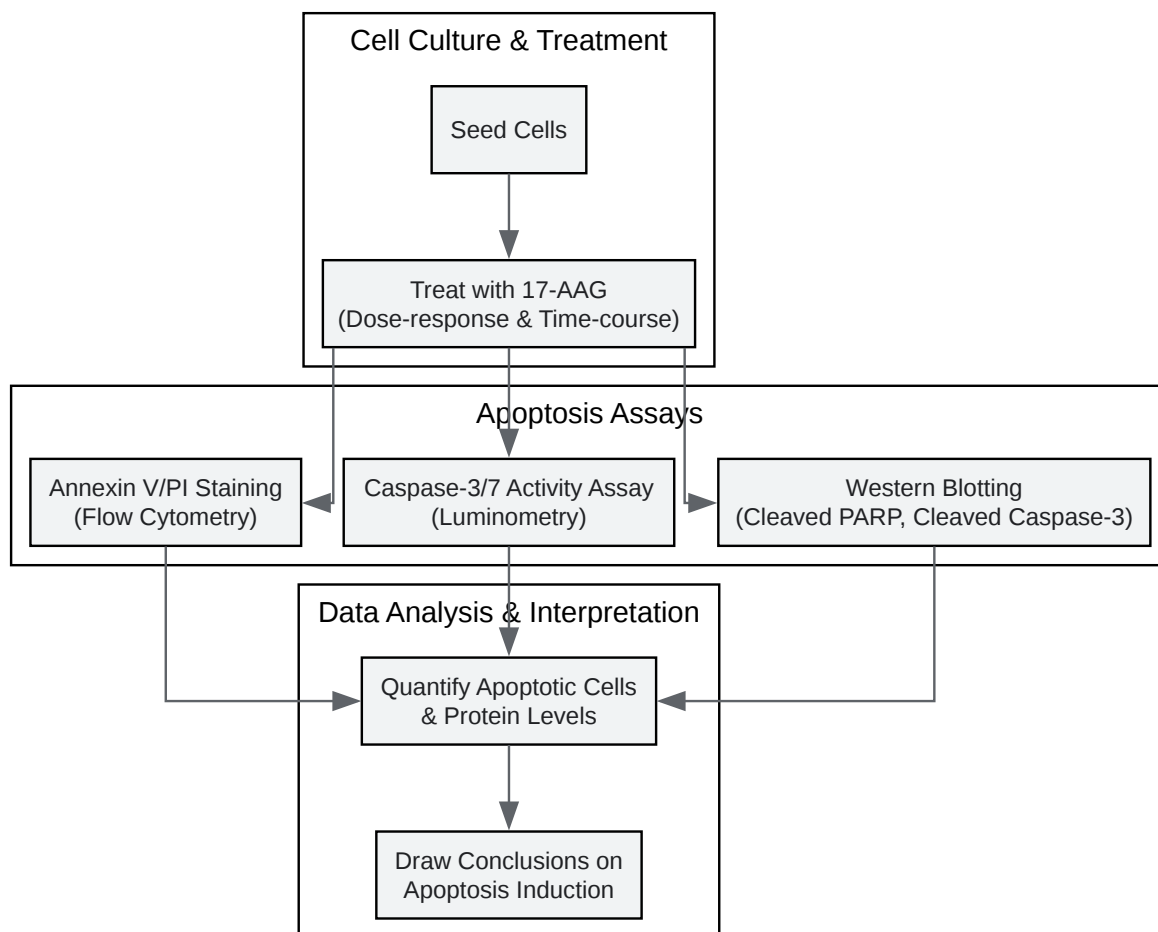 Cell Culture & Treatment
Seed Cells
Treat with 17-AAG
(Dose-response & Time-course)
Apoptosis Assays
Annexin V/PI Staining
(Flow Cytometry)
Caspase-3/7 Activity Assay
(Luminometry)
Western Blotting
(Cleaved PARP, Cleaved Caspase-3)
Data Analysis & Interpretation
Quantify Apoptotic Cells
& Protein Levels
Draw Conclusions on
Apoptosis Induction